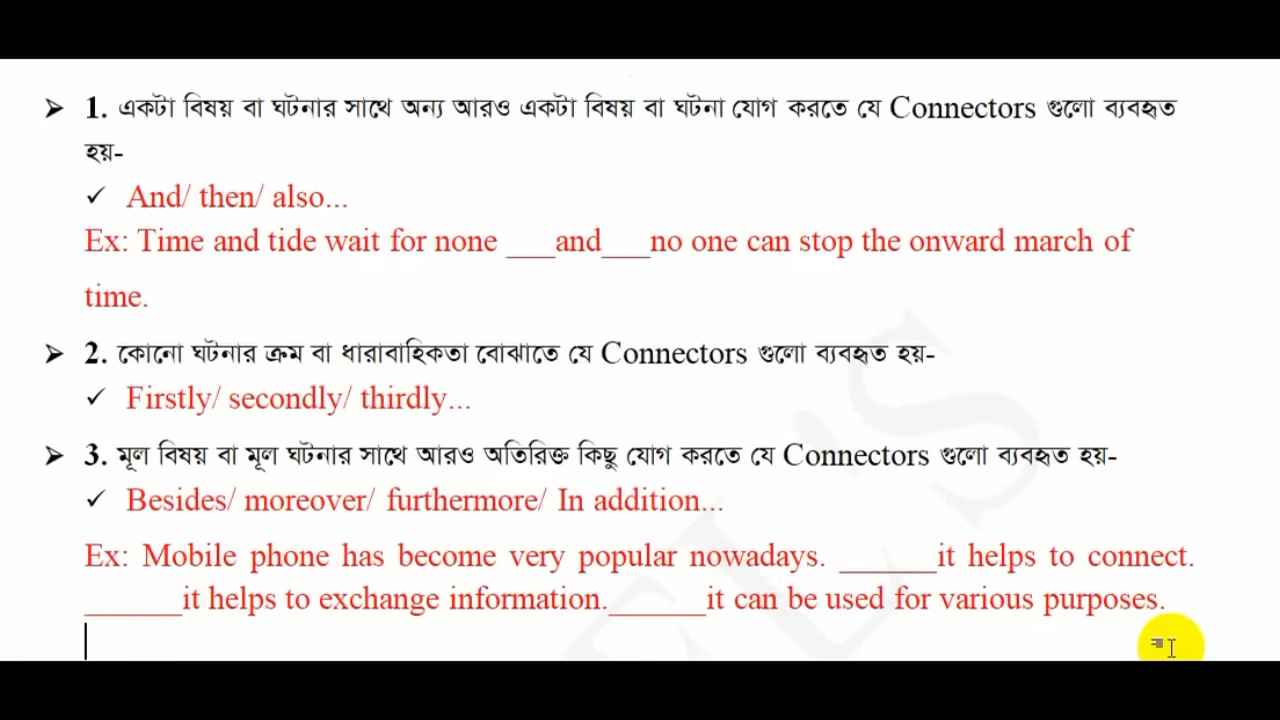 ➢ 1. একটা বিষয় বা ঘটনার সাথে অন্য আরও একটা বিষয় বা ঘটনা যোগ করতে যে Connectors গুলো ব্যবহৃত
হয়-
✓ And/ then/ also...
Ex: Time and tide wait for none ___and___no one can stop the onward march of
time.
➢ 2. কোনো ঘটনার ক্রম বা ধারাবাহিকতা বোঝাতে যে Connectors গুলো ব্যবহৃত হয়-
✓ Firstly/ secondly/ thirdly...
➢ 3. মূল বিষয় বা মূল ঘটনার সাথে আরও অতিরিক্ত কিছু যোগ করতে যে Connectors গুলো ব্যবহৃত হয়-
✓ Besides/ moreover/ furthermore/ In addition...
Ex: Mobile phone has become very popular nowadays. ______it helps to connect.
______it helps to exchange information.______it can be used for various purposes.